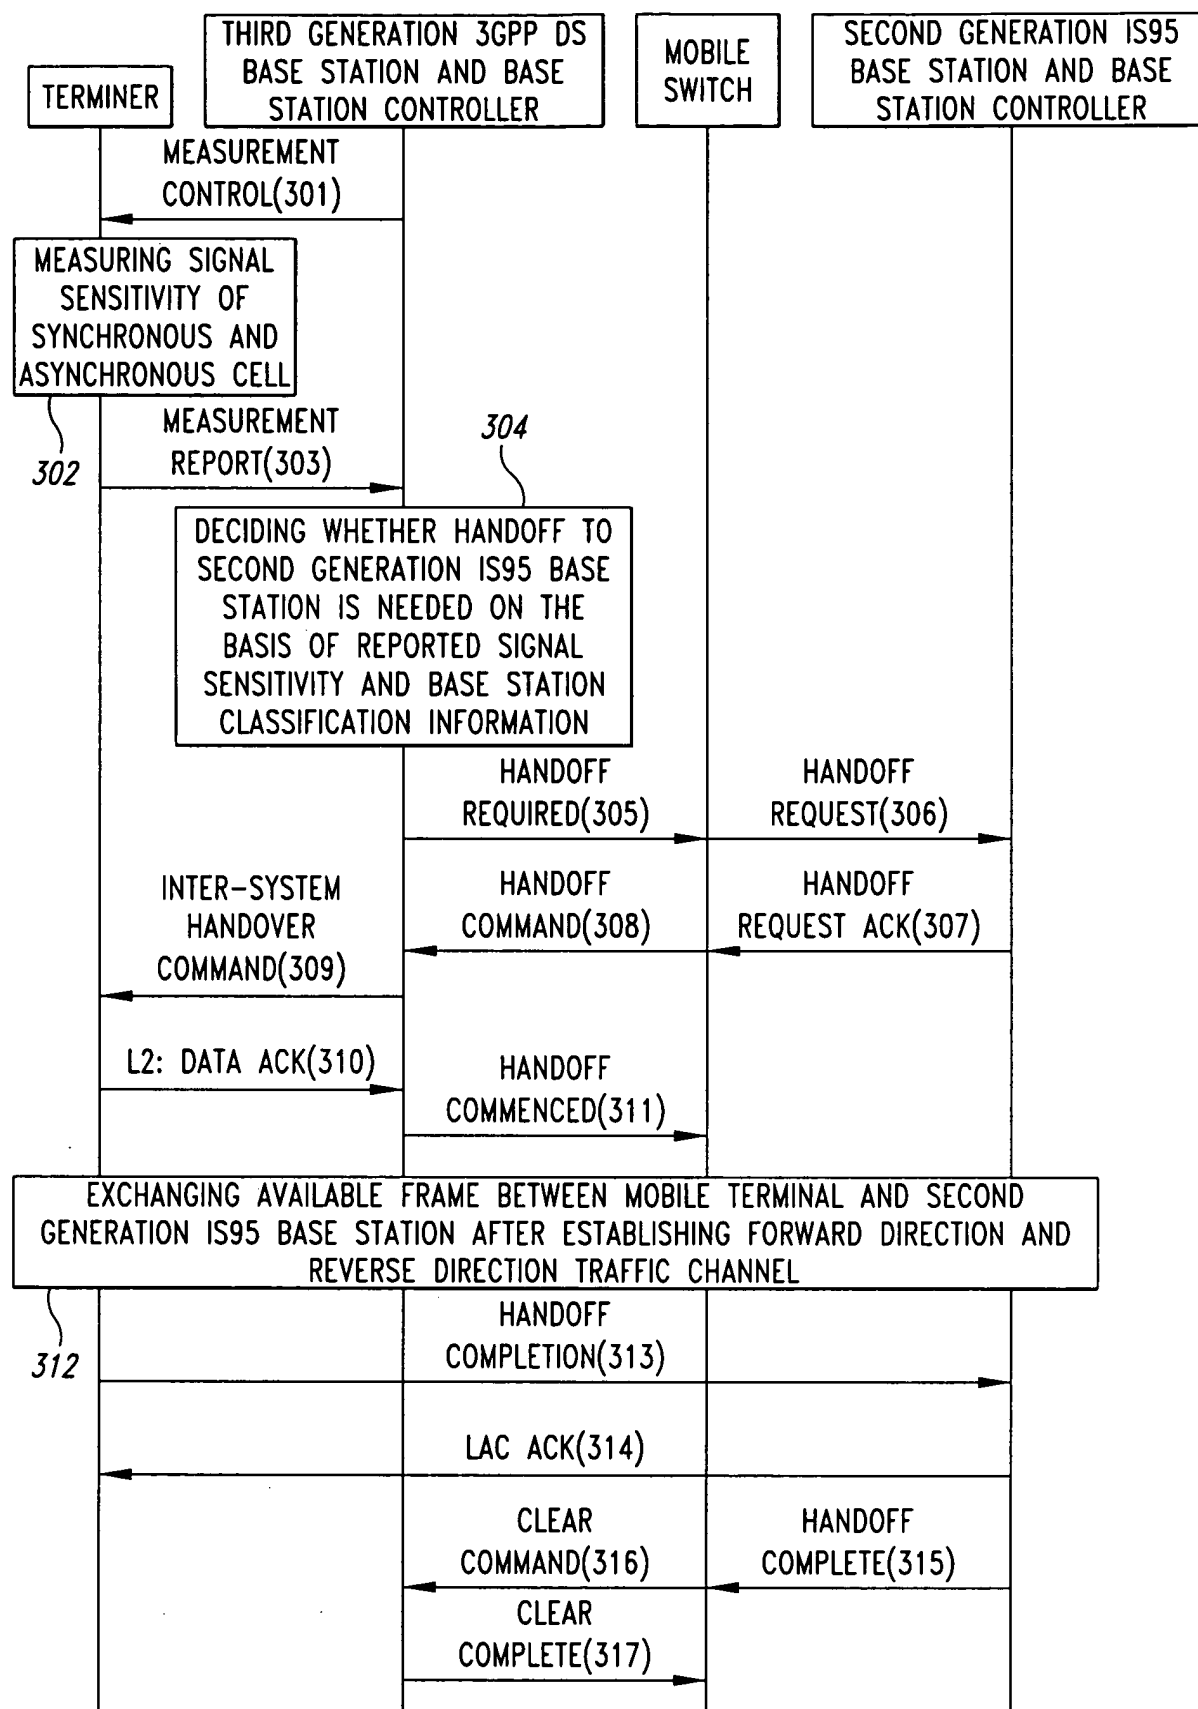 TERMINER
THIRD GENERATION 3GPP DS
BASE STATION AND BASE
STATION CONTROLLER
MOBILE
SWITCH
SECOND GENERATION IS95
BASE STATION AND BASE
STATION CONTROLLER
MEASUREMENT
CONTROL(301)
MEASURING SIGNAL
SENSITIVITY OF
SYNCHRONOUS AND
ASYNCHRONOUS CELL
302
MEASUREMENT
REPORT(303)
304
DECIDING WHETHER HANDOFF TO
SECOND GENERATION IS95 BASE
STATION IS NEEDED ON THE
BASIS OF REPORTED SIGNAL
SENSITIVITY AND BASE STATION
CLASSIFICATION INFORMATION
HANDOFF
REQUIRED(305)
HANDOFF
REQUEST(306)
HANDOFF
REQUEST ACK(307)
HANDOFF
COMMAND(308)
INTER-SYSTEM
HANDOVER
COMMAND(309)
L2: DATA ACK(310)
HANDOFF
COMMENCED(311)
EXCHANGING AVAILABLE FRAME BETWEEN MOBILE TERMINAL AND SECOND
GENERATION IS95 BASE STATION AFTER ESTABLISHING FORWARD DIRECTION AND
REVERSE DIRECTION TRAFFIC CHANNEL
312
HANDOFF
COMPLETION(313)
LAC ACK(314)
HANDOFF
COMPLETE(315)
CLEAR
COMMAND(316)
CLEAR
COMPLETE(317)